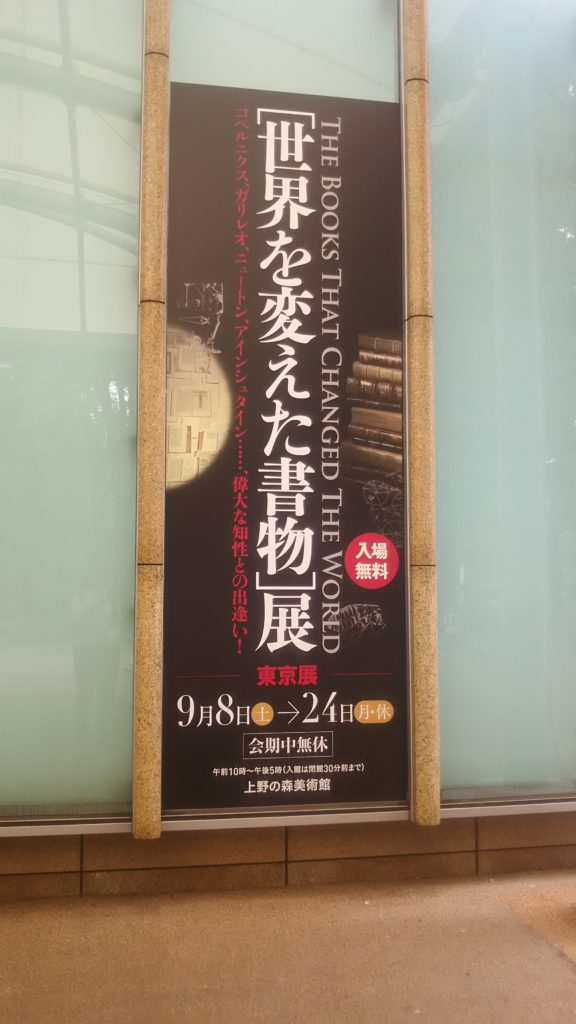 THE BOOKS THAT CHANGED THE WORLD
[世界を変えた書物]展
コペルニクス、ガリレオ、ニュートン、アインシュタイン……、偉大な知性との出逢い!
入場
無料
東京展
9月8日土→24日月・休
会期中無休
午前10時〜午後5時(入館は閉館30分前まで)
上野の森美術館